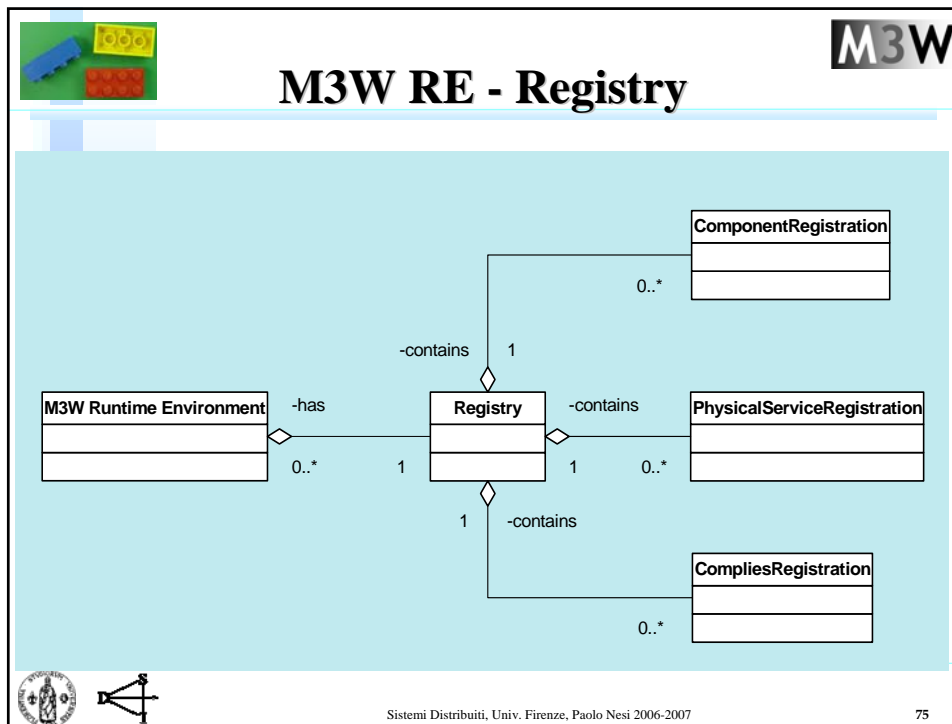 M3W
M3W RE - Registry
ComponentRegistration
0..*
-contains 1
M3W Runtime Environment -has Registry -contains PhysicalServiceRegistration
0..* 1 1 0..*
1 -contains
CompliesRegistration
0..*
D S I
Sistemi Distribuiti, Univ. Firenze, Paolo Nesi 2006-2007 75